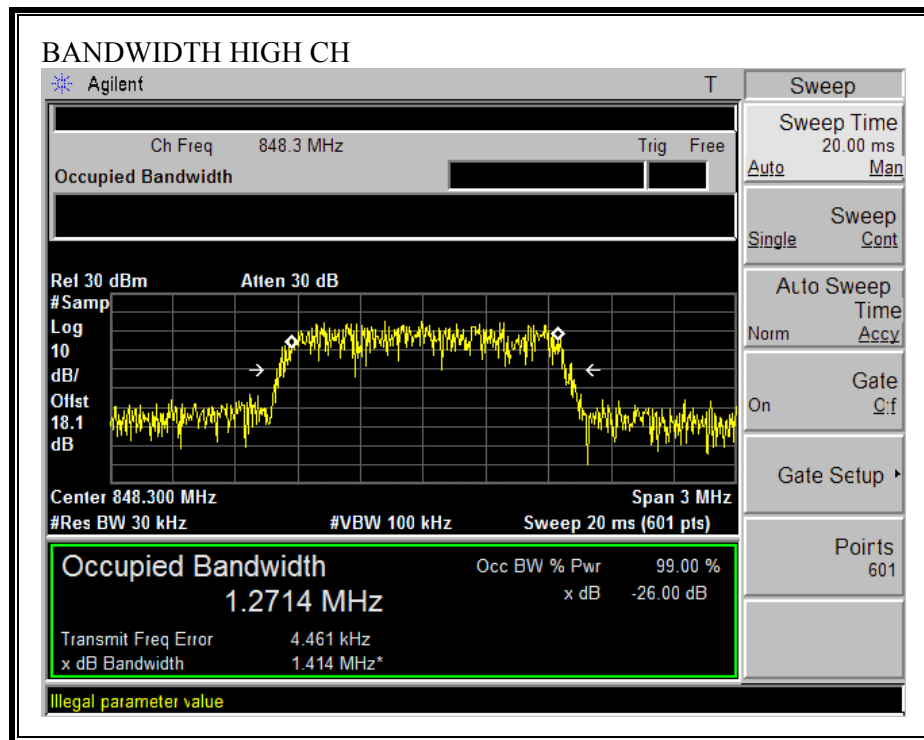 BANDWIDTH HIGH CH
Agilent T
Ch Freq 848.3 MHz Trig Free
Occupied Bandwidth
Ref 30 dBm Atten 30 dB
#Samp
Log
10
dB/
Offst
18.1
dB
Center 848.300 MHz Span 3 MHz
#Res BW 30 kHz #VBW 100 kHz Sweep 20 ms (601 pts)
Occupied Bandwidth Occ BW % Pwr 99.00 %
1.2714 MHz x dB -26.00 dB
Transmit Freq Error 4.461 kHz
x dB Bandwidth 1.414 MHz*
Illegal parameter value
Sweep
Sweep Time
20.00 ms
Auto Man
Sweep
Single Cont
Auto Sweep
Time
Norm Accy
Gate
On Off
Gate Setup
Points
601